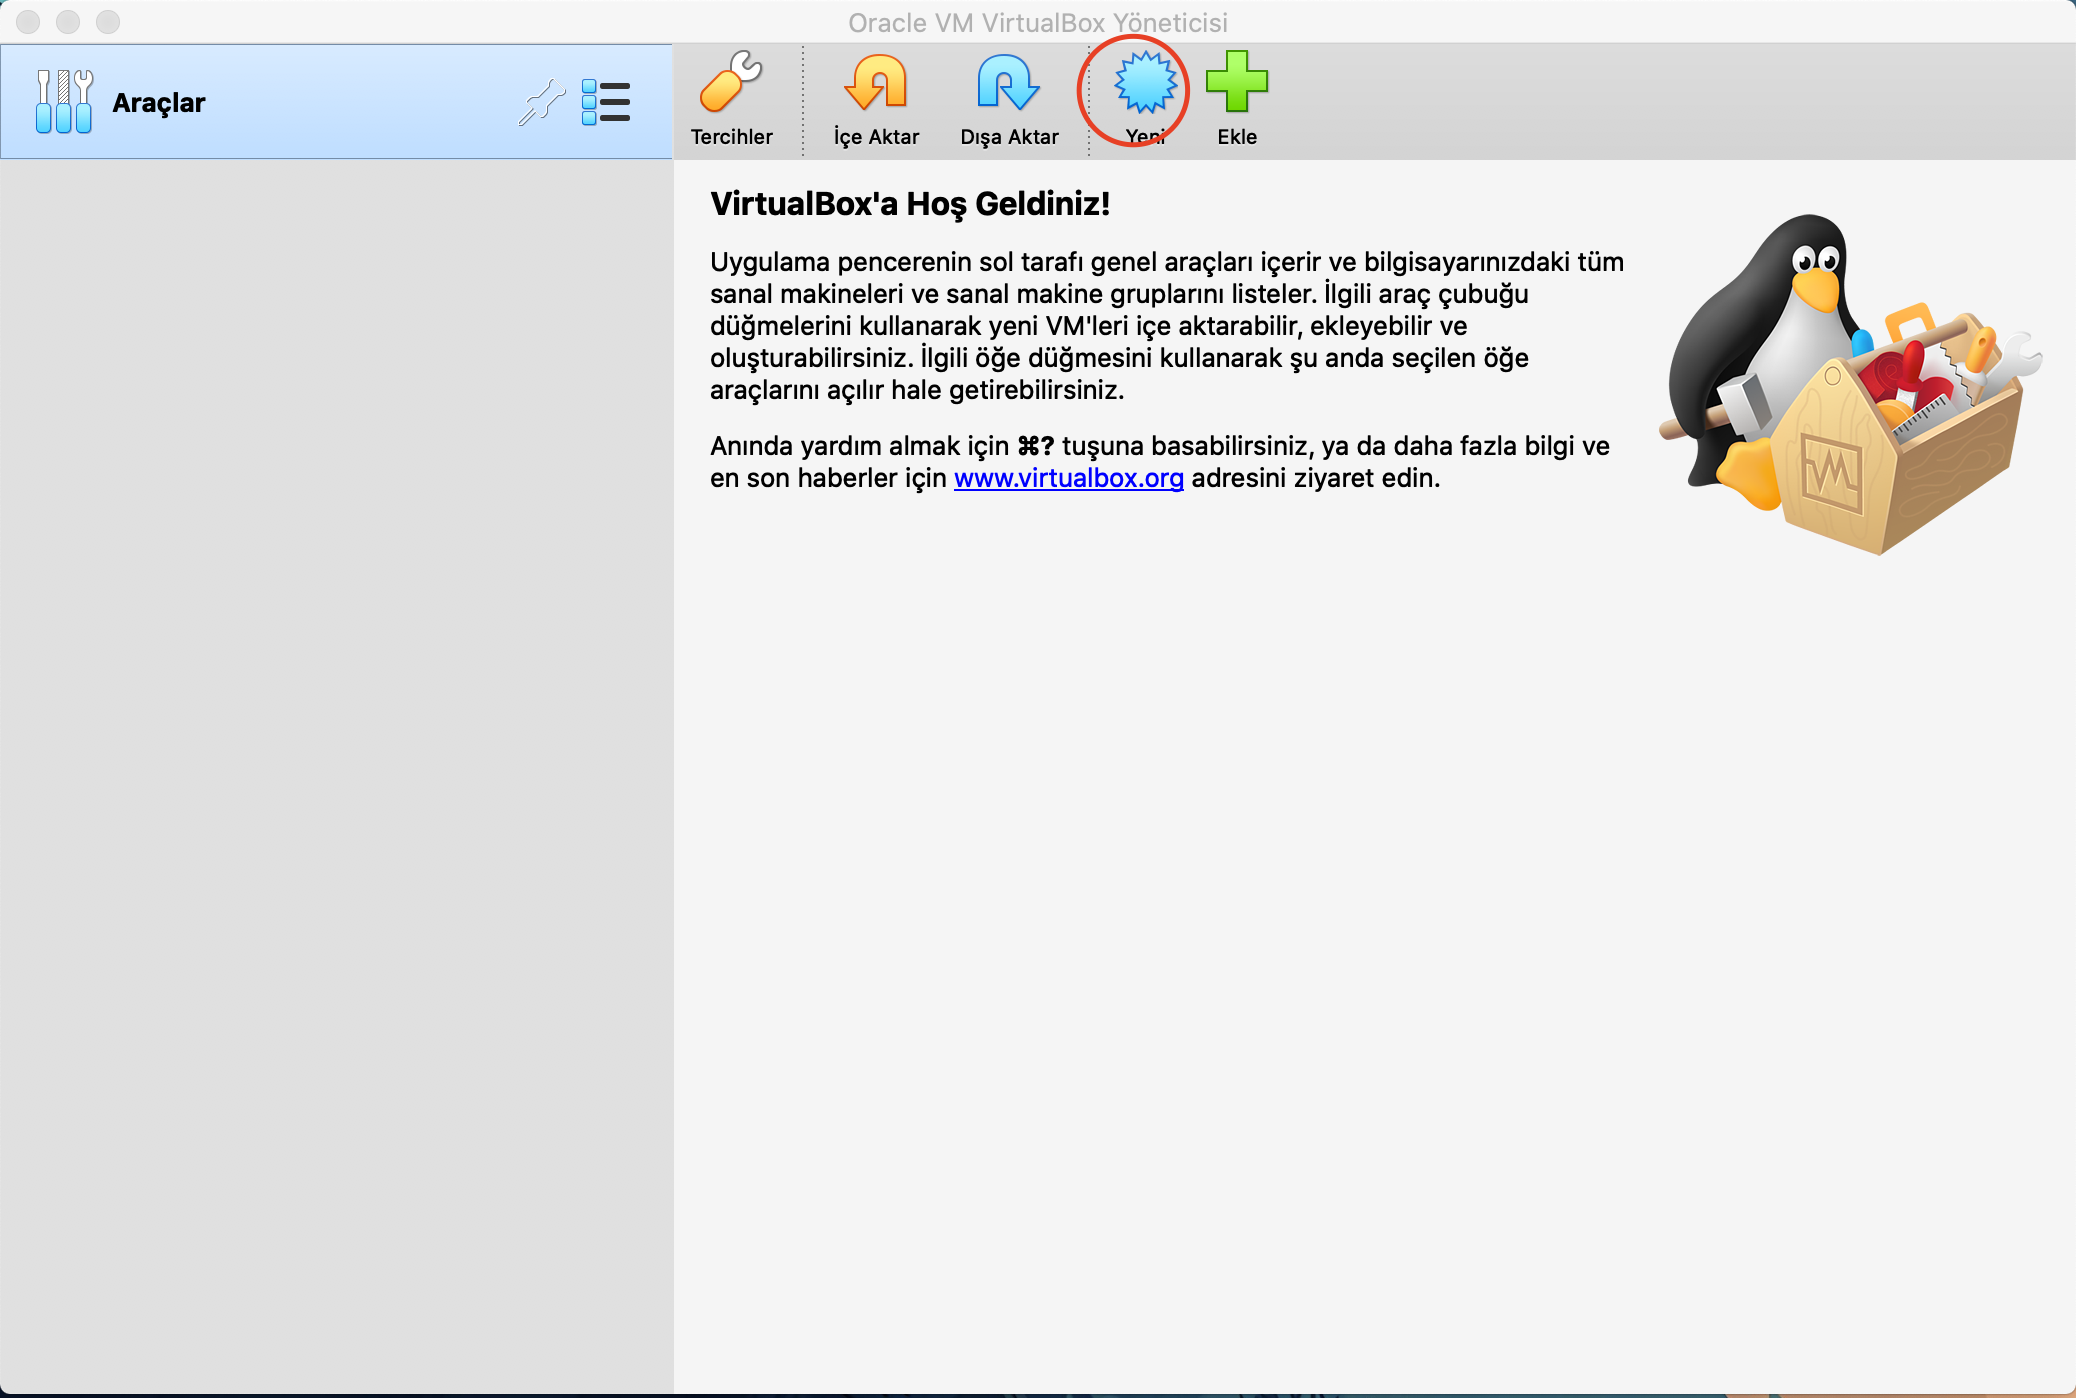 Oracle VM VirtualBox Yöneticisi
Araçlar
Tercihler
İçe Aktar
Dışa Aktar
Yeni
Ekle
VirtualBox'a Hoş Geldiniz!
Uygulama pencerenin sol tarafı genel araçları içerir ve bilgisayarınızdaki tüm
sanal makineleri ve sanal makine gruplarını listeler. İlgili araç çubuğu
düğmelerini kullanarak yeni VM'leri içe aktarabilir, ekleyebilir ve
oluşturabilirsiniz. İlgili öğe düğmesini kullanarak şu anda seçilen öğe
araçlarını açılır hale getirebilirsiniz.
Anında yardım almak için ⌘? tuşuna basabilirsiniz, ya da daha fazla bilgi ve
en son haberler için www.virtualbox.org adresini ziyaret edin.